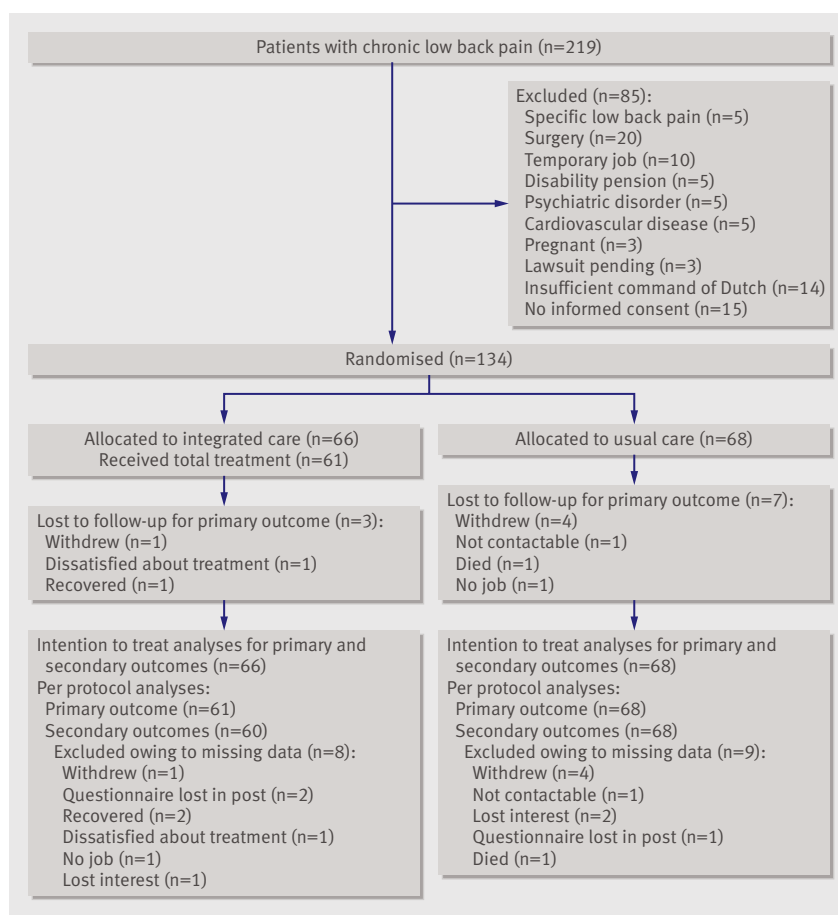 Patients with chronic low back pain (n=219)
Excluded (n=85):
Specific low back pain (n=5)
Surgery (n=20)
Temporary job (n=10)
Disability pension (n=5)
Psychiatric disorder (n=5)
Cardiovascular disease (n=5)
Pregnant (n=3)
Lawsuit pending (n=3)
Insufficient command of Dutch (n=14)
No informed consent (n=15)
Randomised (n=134)
Allocated to integrated care (n=66)
Received total treatment (n=61)
Allocated to usual care (n=68)
Lost to follow-up for primary outcome (n=3):
Withdrew (n=1)
Dissatisfied about treatment (n=1)
Recovered (n=1)
Lost to follow-up for primary outcome (n=7):
Withdrew (n=4)
Not contactable (n=1)
Died (n=1)
No job (n=1)
Intention to treat analyses for primary and
secondary outcomes (n=66)
Per protocol analyses:
Primary outcome (n=61)
Secondary outcomes (n=60)
Excluded owing to missing data (n=8):
Withdrew (n=1)
Questionnaire lost in post (n=2)
Recovered (n=2)
Dissatisfied about treatment (n=1)
No job (n=1)
Lost interest (n=1)
Intention to treat analyses for primary and
secondary outcomes (n=68)
Per protocol analyses:
Primary outcome (n=68)
Secondary outcomes (n=68)
Excluded owing to missing data (n=9):
Withdrew (n=4)
Not contactable (n=1)
Lost interest (n=2)
Questionnaire lost in post (n=1)
Died (n=1)